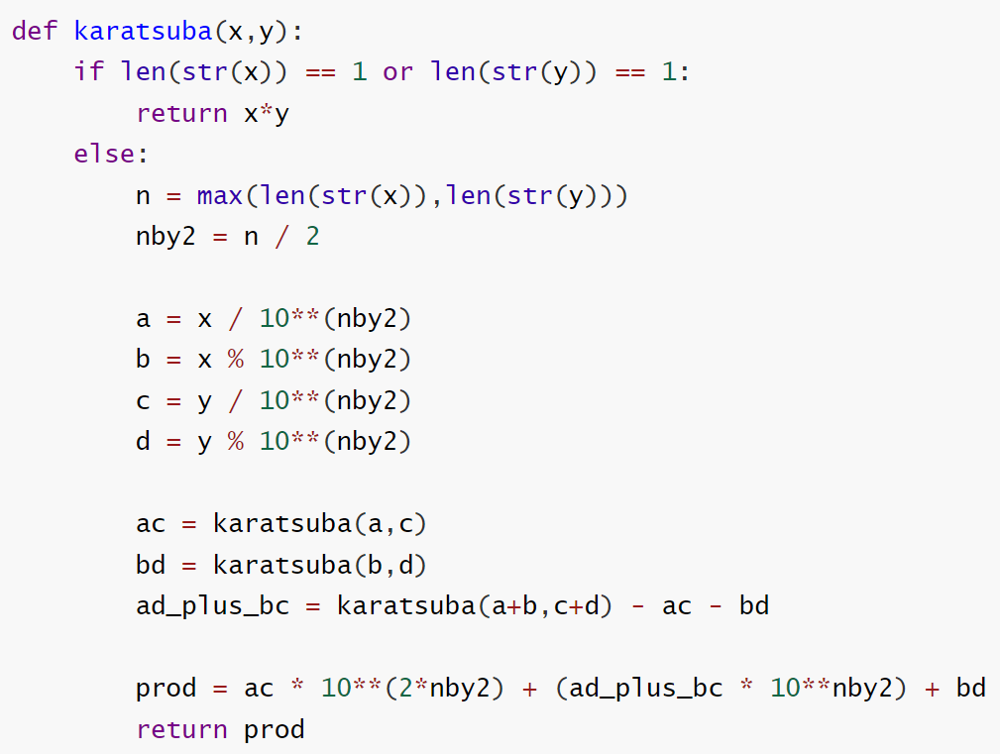 def karatsuba(x,y):
    if len(str(x)) == 1 or len(str(y)) == 1:
        return x*y
    else:
        n = max(len(str(x)),len(str(y)))
        nby2 = n / 2

        a = x / 10**(nby2)
        b = x % 10**(nby2)
        c = y / 10**(nby2)
        d = y % 10**(nby2)

        ac = karatsuba(a,c)
        bd = karatsuba(b,d)
        ad_plus_bc = karatsuba(a+b,c+d) - ac - bd

        prod = ac * 10**(2*nby2) + (ad_plus_bc * 10**nby2) + bd
        return prod